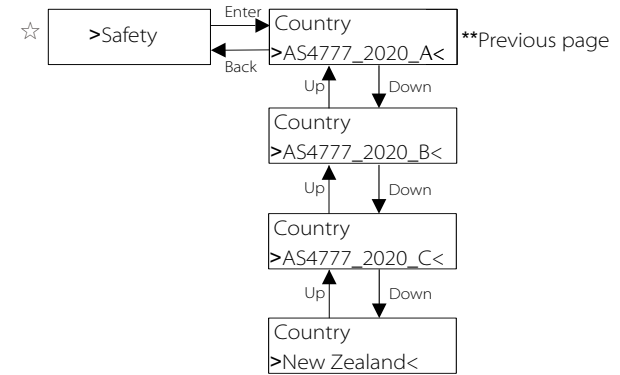 ☆ >Safety
Enter
Back
Country
>AS4777_2020_A<
**Previous page
Up
Down
Country
>AS4777_2020_B<
Up
Down
Country
>AS4777_2020_C<
Up
Down
Country
>New Zealand<